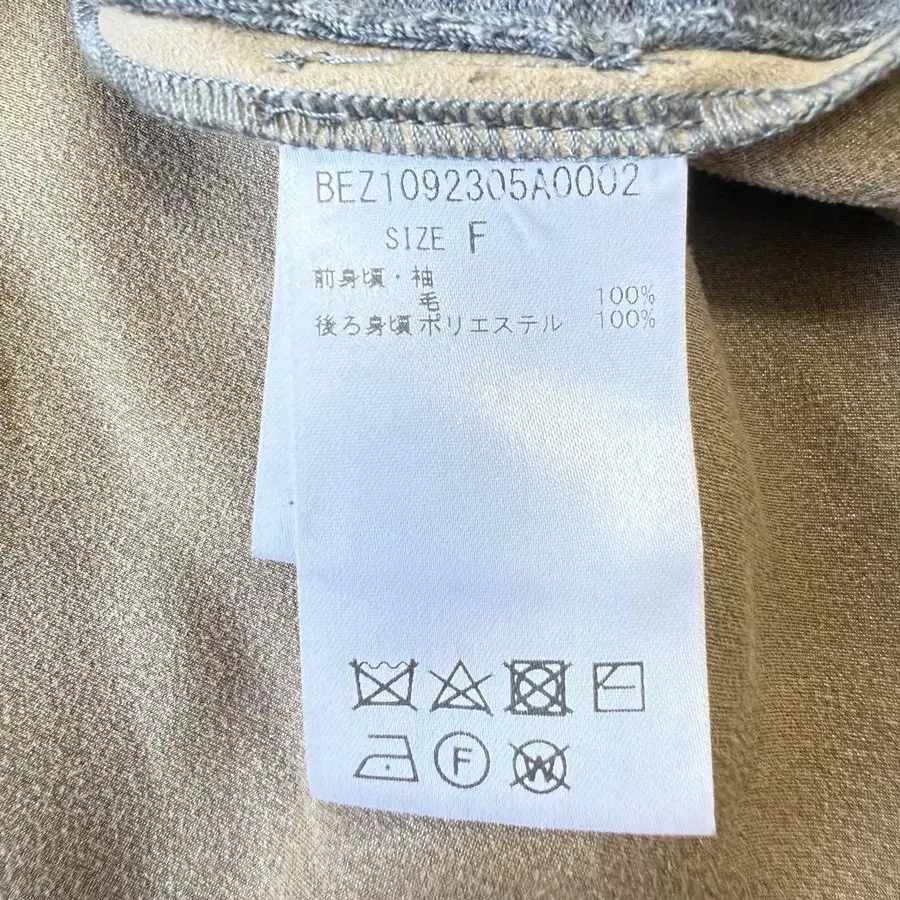 BEZ1092305A0002
SIZE F
前身頃・袖
毛 100%
後ろ身頃ポリエステル 100%
F
W